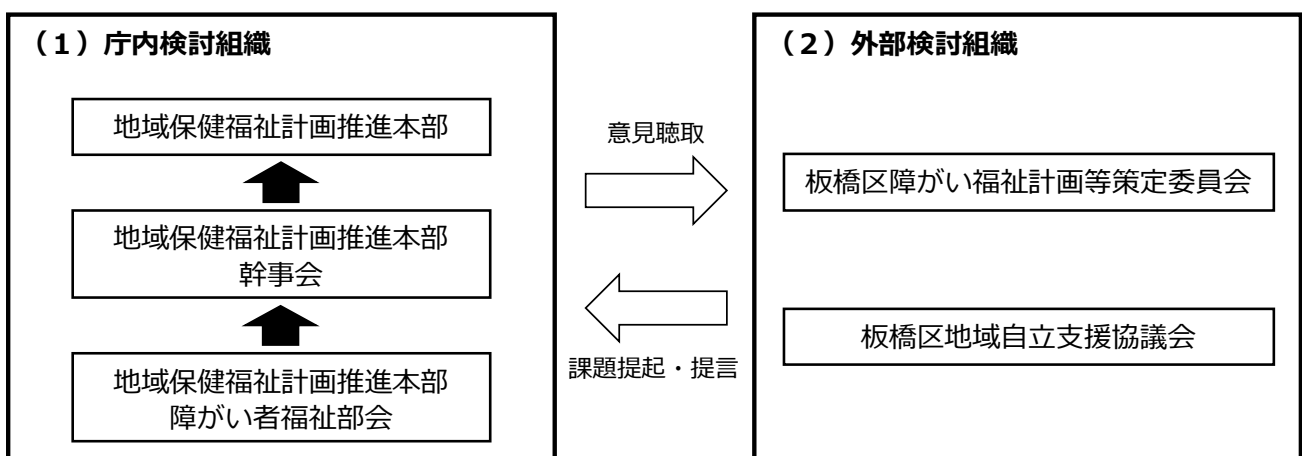 （１）庁内検討組織
地域保健福祉計画推進本部
地域保健福祉計画推進本部
幹事会
地域保健福祉計画推進本部
障がい者福祉部会
意見聴取
課題提起・提言
（２）外部検討組織
板橋区障がい福祉計画等策定委員会
板橋区地域自立支援協議会